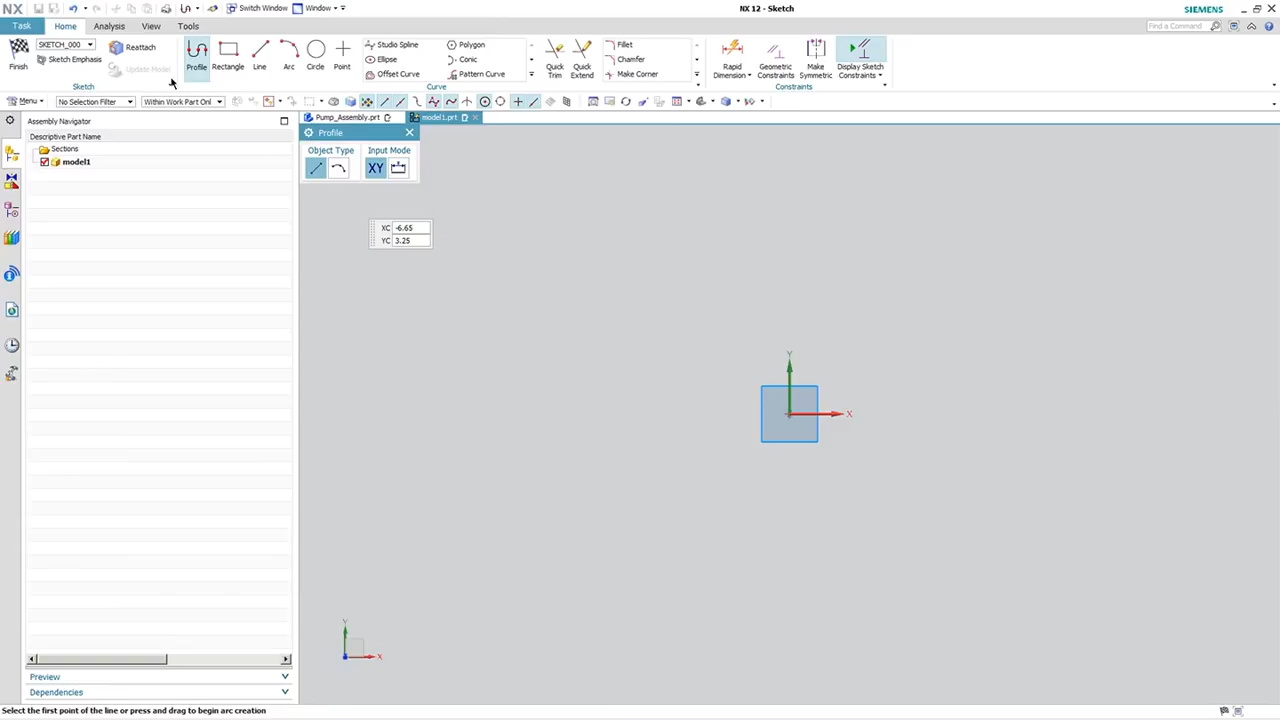 NX
Switch Window
Window
NX 12 - Sketch
SIEMENS
Task
Home
Analysis
View
Tools
Find a Command
Finish
SKETCH_000
Sketch Emphasis
Reattach
Update Model
Sketch
Profile
Rectangle
Line
Arc
Circle
Point
Studio Spline
Ellipse
Offset Curve
Polygon
Conic
Pattern Curve
Quick Trim
Quick Extend
Fillet
Chamfer
Make Corner
Curve
Rapid Dimension
Geometric Constraints
Make Symmetric
Display Sketch Constraints
Constraints
Menu
No Selection Filter
Within Work Part Onl
Assembly Navigator
Descriptive Part Name
Sections
model1
Pump_Assembly.prt
model1.prt
Profile
Object Type
Input Mode
XY
XC -6.65
YC 3.25
Y
X
Y
X
Preview
Dependencies
Select the first point of the line or press and drag to begin arc creation